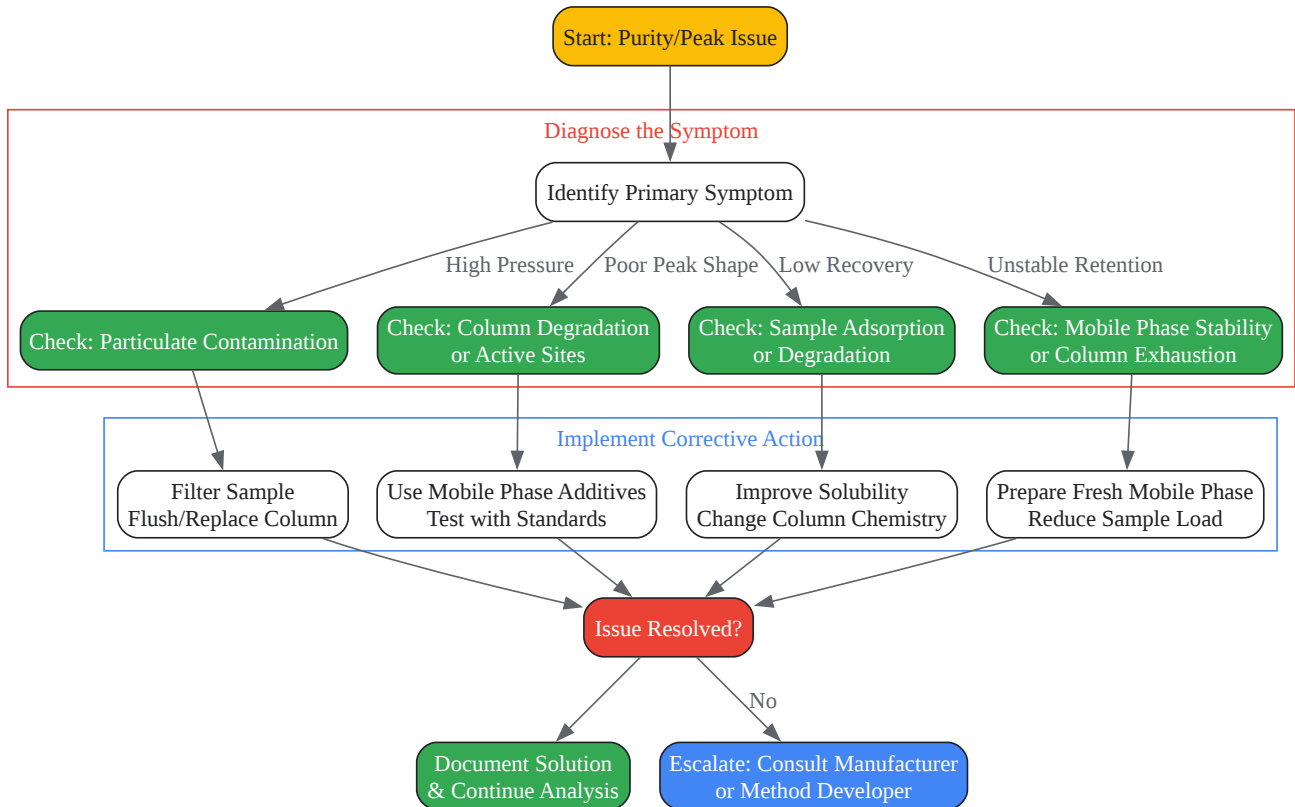 Start: Purity/Peak Issue
Diagnose the Symptom
Identify Primary Symptom
High Pressure
Poor Peak Shape
Low Recovery
Unstable Retention
Check: Particulate Contamination
Check: Column Degradation
or Active Sites
Check: Sample Adsorption
or Degradation
Check: Mobile Phase Stability
or Column Exhaustion
Implement Corrective Action
Filter Sample
Flush/Replace Column
Use Mobile Phase Additives
Test with Standards
Improve Solubility
Change Column Chemistry
Prepare Fresh Mobile Phase
Reduce Sample Load
Issue Resolved?
No
Document Solution
& Continue Analysis
Escalate: Consult Manufacturer
or Method Developer